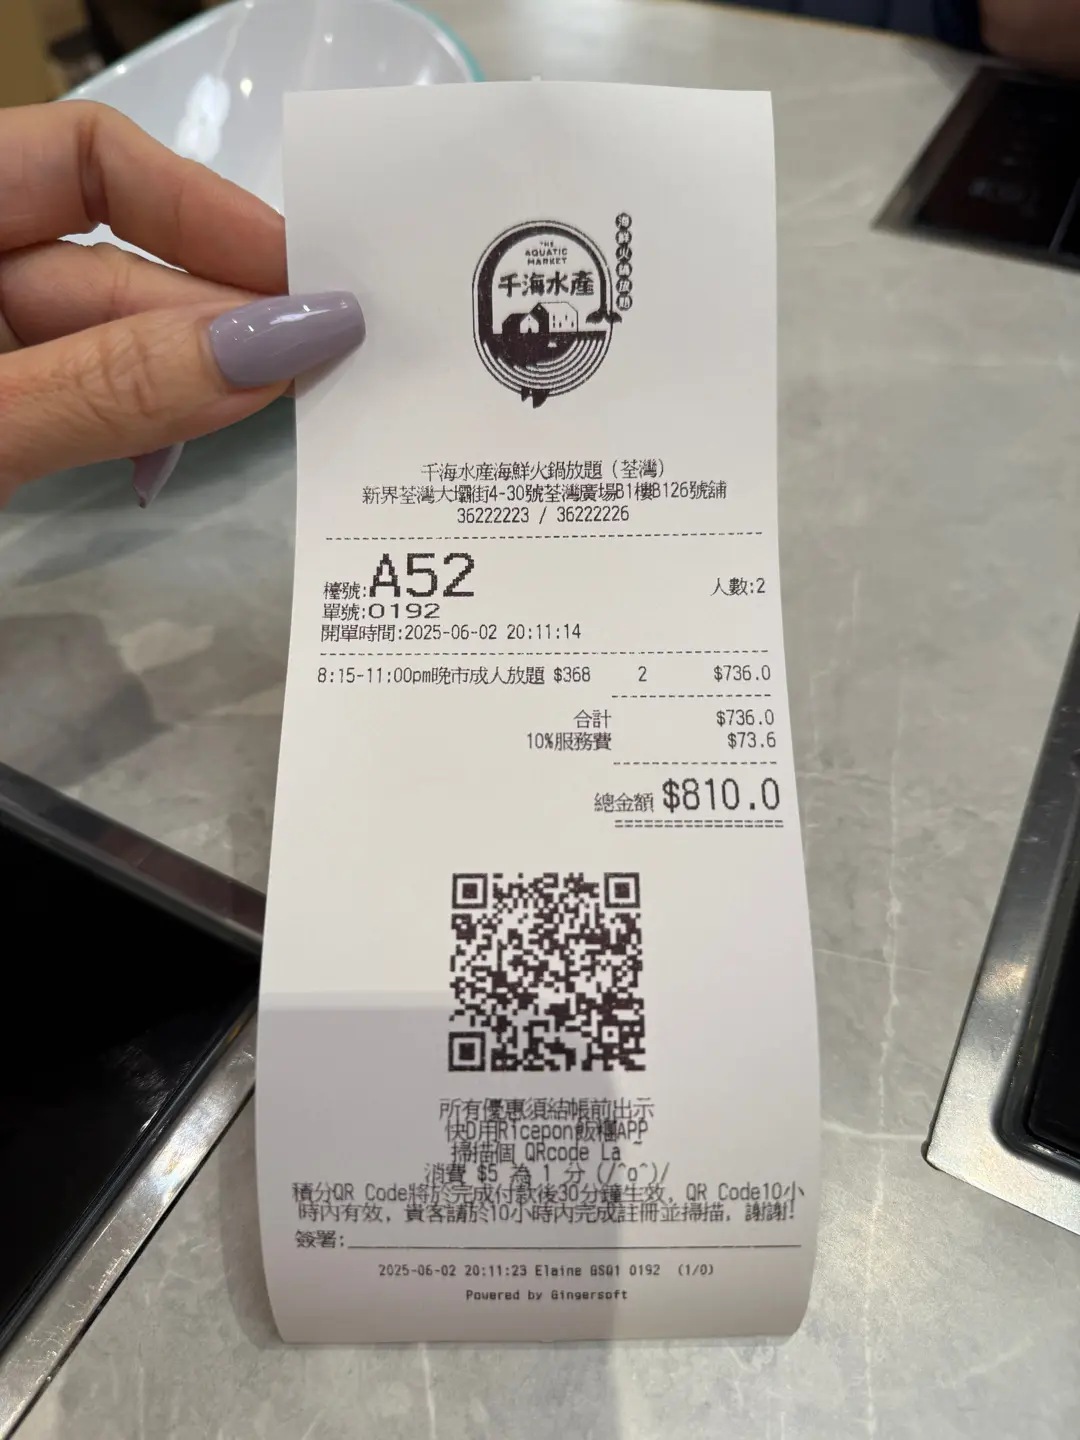 THE
AQUATIC
MARKET
千海水產
海鮮火鍋放題
千海水產海鮮火鍋放題（荃灣）
新界荃灣大壩街4-30號荃灣廣場B1樓B126號舖
36222223 / 36222226
檯號:A52 人數:2
單號:0192
開單時間:2025-06-02 20:11:14
8:15-11:00pm晚市成人放題 $368 2 $736.0
合計 $736.0
10%服務費 $73.6
總金額 $810.0
所有優惠須結帳前出示
快D用Ricepon飯糰APP
掃描個 QRcode La ~
消費 $5 為 1 分 (/^o^)/
積分QR Code將於完成付款後30分鐘生效, QR Code10小
時內有效, 貴客請於10小時內完成註冊並掃描, 謝謝!
簽署:
2025-06-02 20:11:23 Elaine GSQ1 0192 (1/0)
Powered by Gingersoft